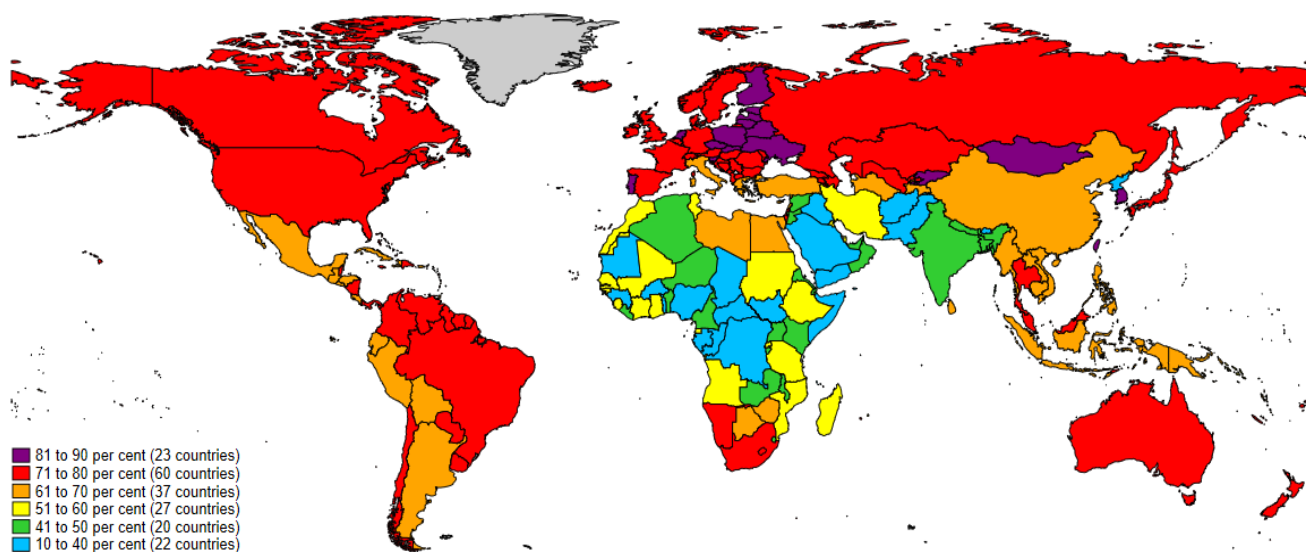 81 to 90 per cent (23 countries)
71 to 80 per cent (60 countries)
61 to 70 per cent (37 countries)
51 to 60 per cent (27 countries)
41 to 50 per cent (20 countries)
10 to 40 per cent (22 countries)